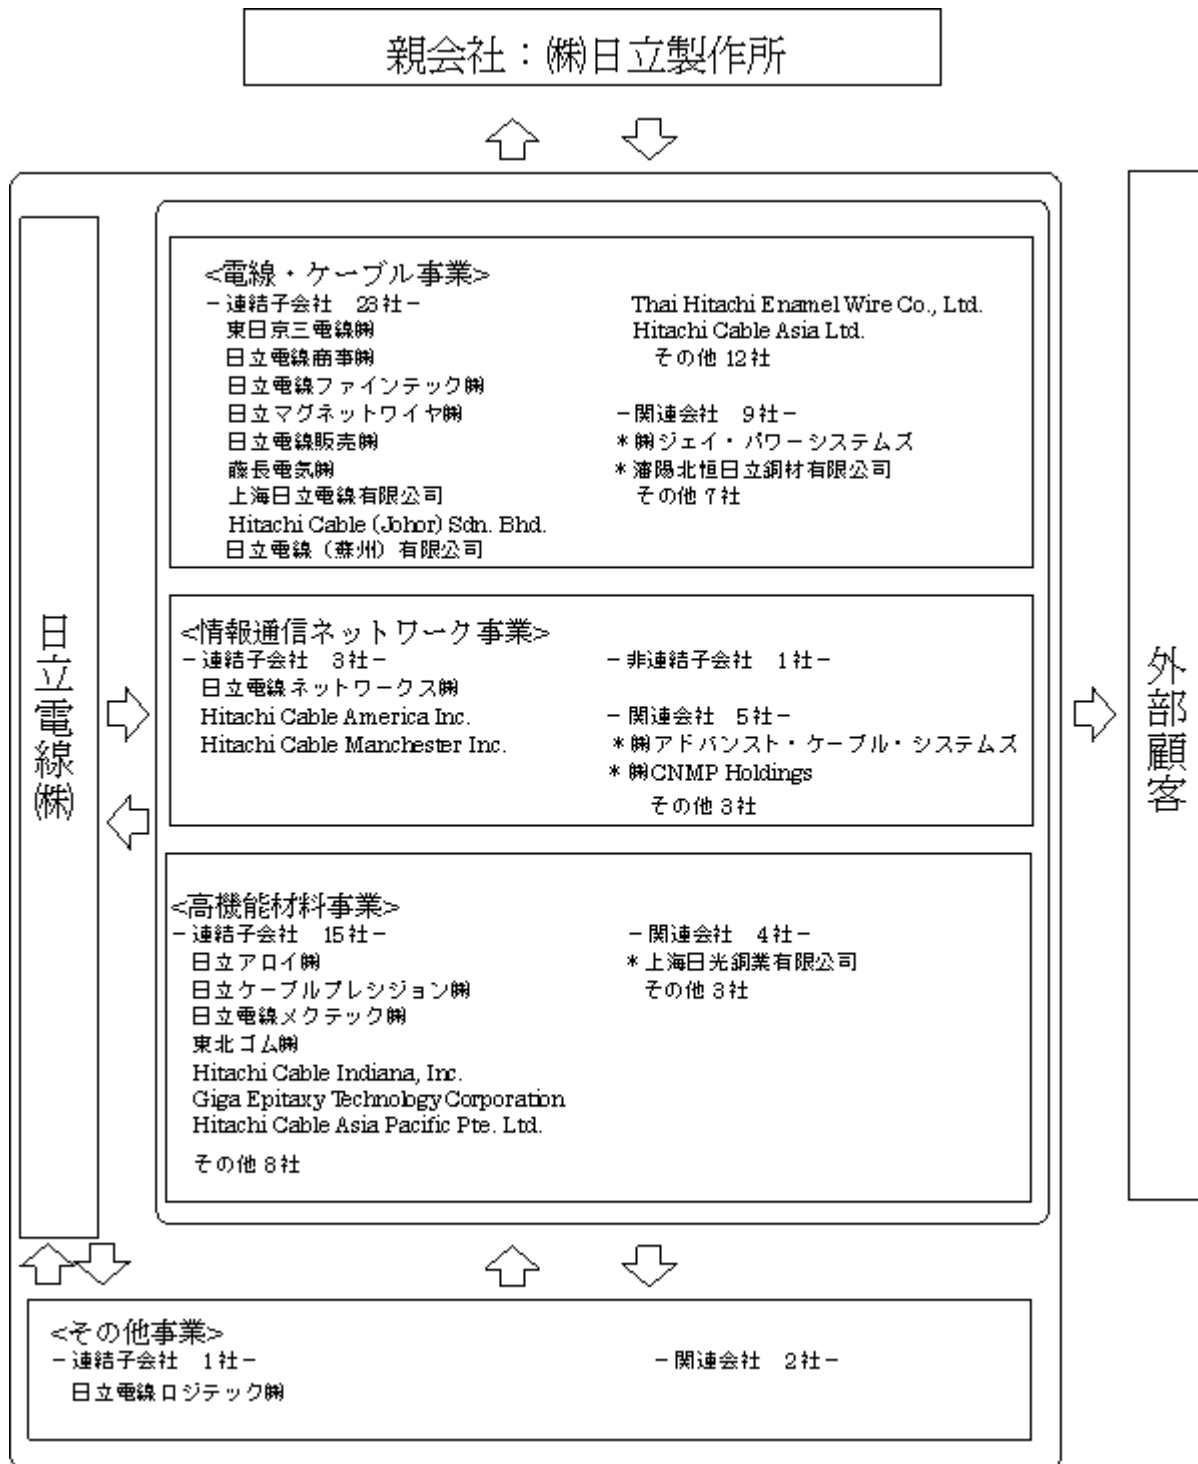 親会社：㈱日立製作所
日立電線㈱
<電線・ケーブル事業>
－連結子会社　23社－
東日京三電線㈱
日立電線商事㈱
日立電線ファインテック㈱
日立マグネットワイヤ㈱
日立電線販売㈱
藤長電気㈱
上海日立電線有限公司
Hitachi Cable (Johor) Sdn. Bhd.
日立電線（蘇州）有限公司
Thai Hitachi Enamel Wire Co., Ltd.
Hitachi Cable Asia Ltd.
その他 12社
－関連会社　9社－
＊㈱ジェイ・パワーシステムズ
＊瀋陽北恒日立銅材有限公司
その他 7社
<情報通信ネットワーク事業>
－連結子会社　3社－
日立電線ネットワークス㈱
Hitachi Cable America Inc.
Hitachi Cable Manchester Inc.
－非連結子会社　1社－
－関連会社　5社－
＊㈱アドバンスト・ケーブル・システムズ
＊㈱CNMP Holdings
その他 3社
<高機能材料事業>
－連結子会社　15社－
日立アロイ㈱
日立ケーブルプレシジョン㈱
日立電線メクテック㈱
東北ゴム㈱
Hitachi Cable Indiana, Inc.
Giga Epitaxy Technology Corporation
Hitachi Cable Asia Pacific Pte. Ltd.
その他 8社
－関連会社　4社－
＊上海日光銅業有限公司
その他 3社
外部顧客
<その他事業>
－連結子会社　1社－
日立電線ロジテック㈱
－関連会社　2社－